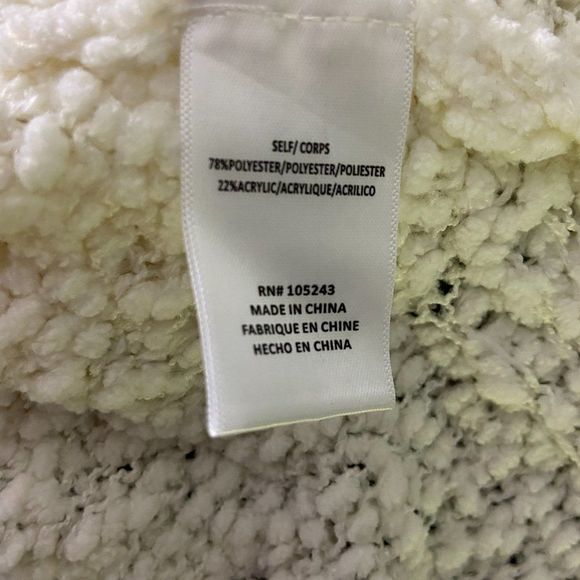 SELF/ CORPS
78%POLYESTER/POLYESTER/POLIESTER
22%ACRYLIC/ACRYLIQUE/ACRILICO
RN# 105243
MADE IN CHINA
FABRIQUE EN CHINE
HECHO EN CHINA